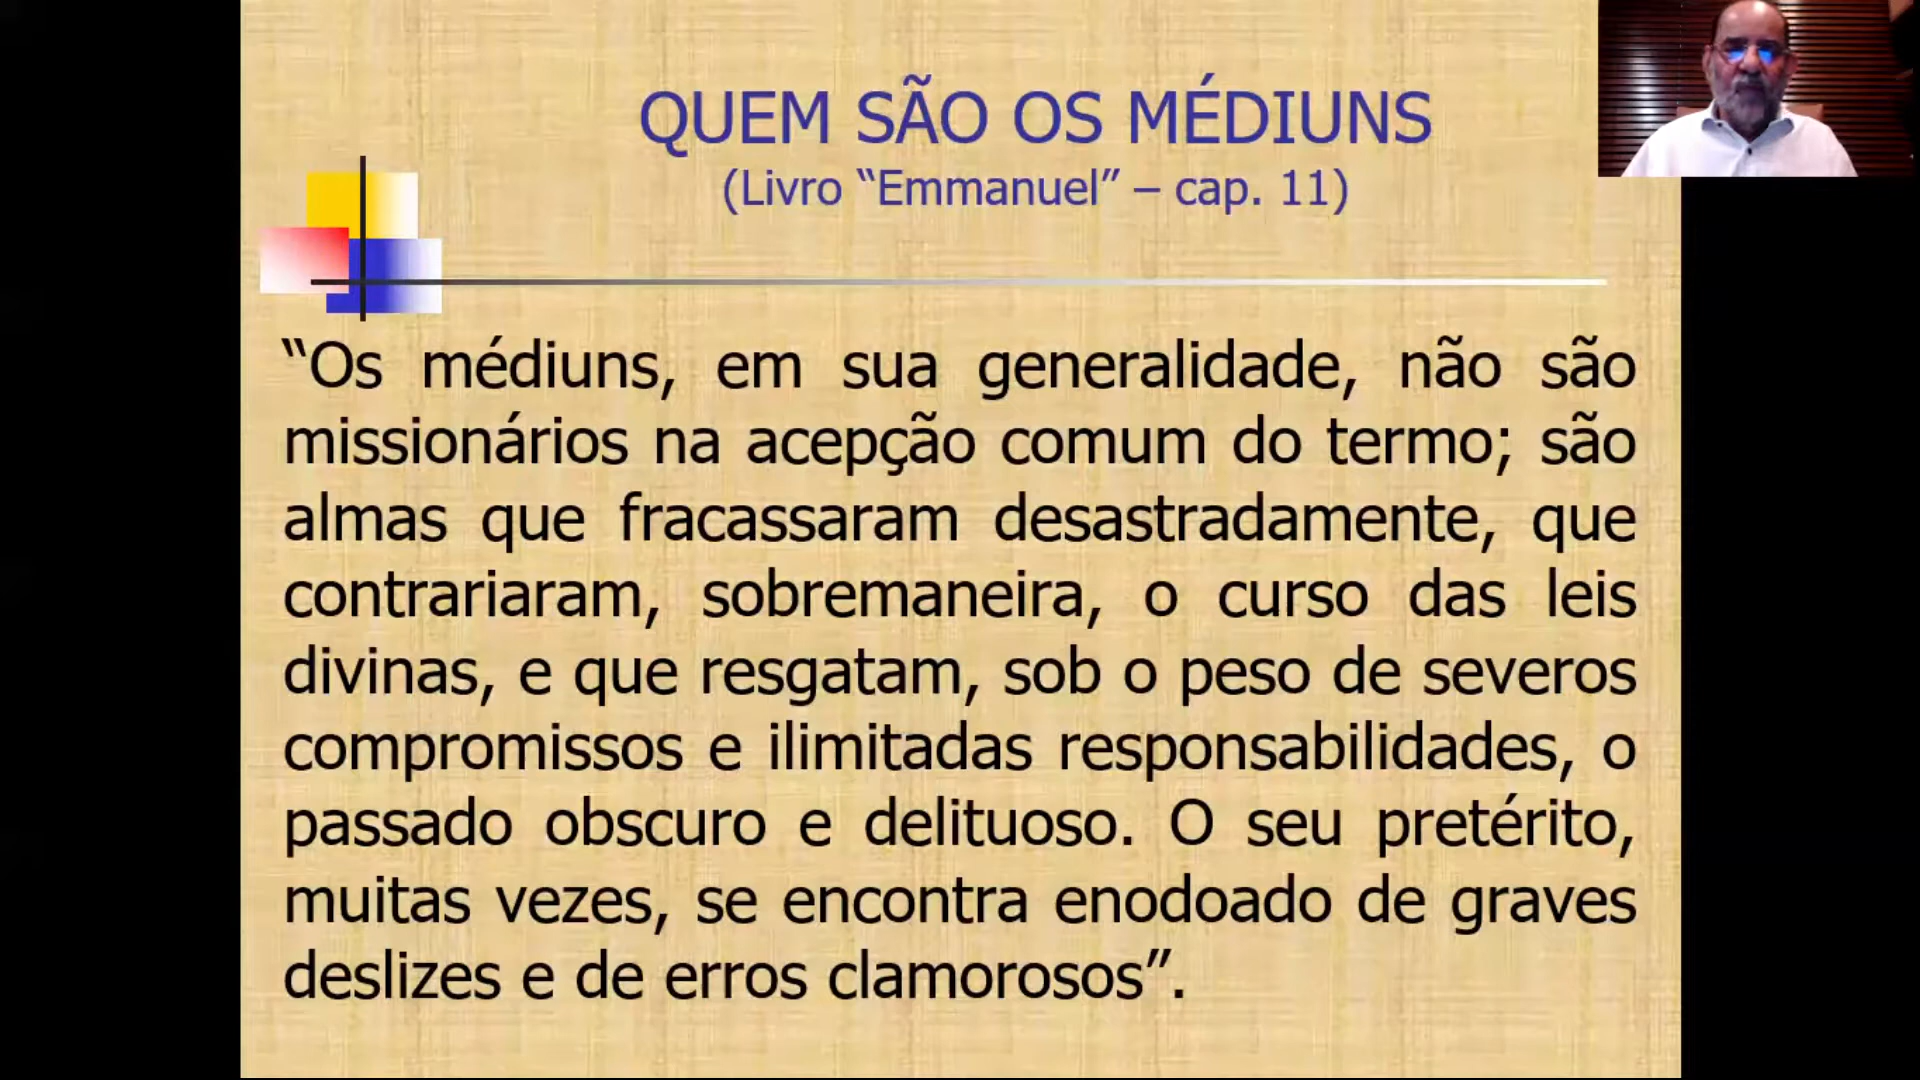 QUEM SÃO OS MÉDIUNS
(Livro “Emmanuel” – cap. 11)
“Os médiuns, em sua generalidade, não são
missionários na acepção comum do termo; são
almas que fracassaram desastradamente, que
contrariaram, sobremaneira, o curso das leis
divinas, e que resgatam, sob o peso de severos
compromissos e ilimitadas responsabilidades, o
passado obscuro e delituoso. O seu pretérito,
muitas vezes, se encontra enodoado de graves
deslizes e de erros clamorosos”.